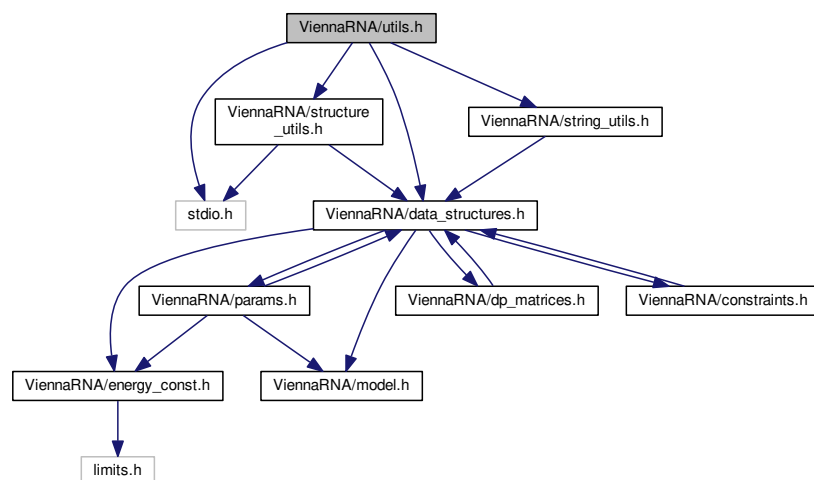 ViennaRNA/utils.h
ViennaRNA/structure
_utils.h
ViennaRNA/string_utils.h
stdio.h
ViennaRNA/data_structures.h
ViennaRNA/params.h
ViennaRNA/dp_matrices.h
ViennaRNA/constraints.h
ViennaRNA/energy_const.h
ViennaRNA/model.h
limits.h